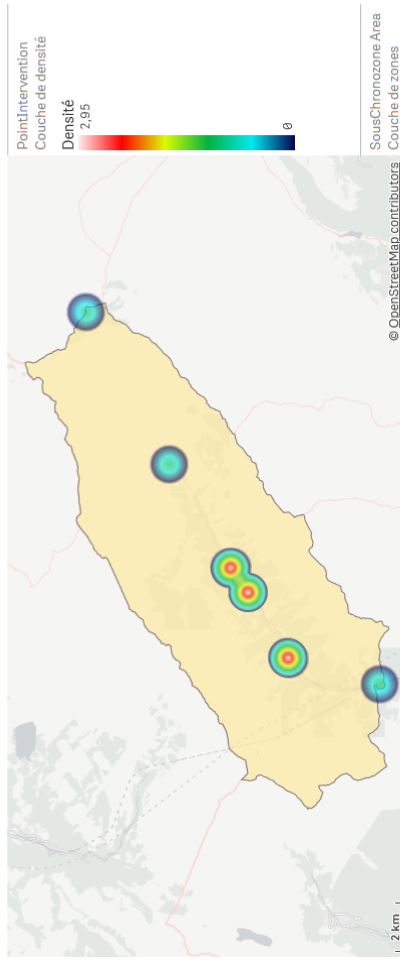 PointIntervention
Couche de densité
Densité
2,95
0
SousChronozone Area
Couche de zones
© OpenStreetMap contributors
2 km